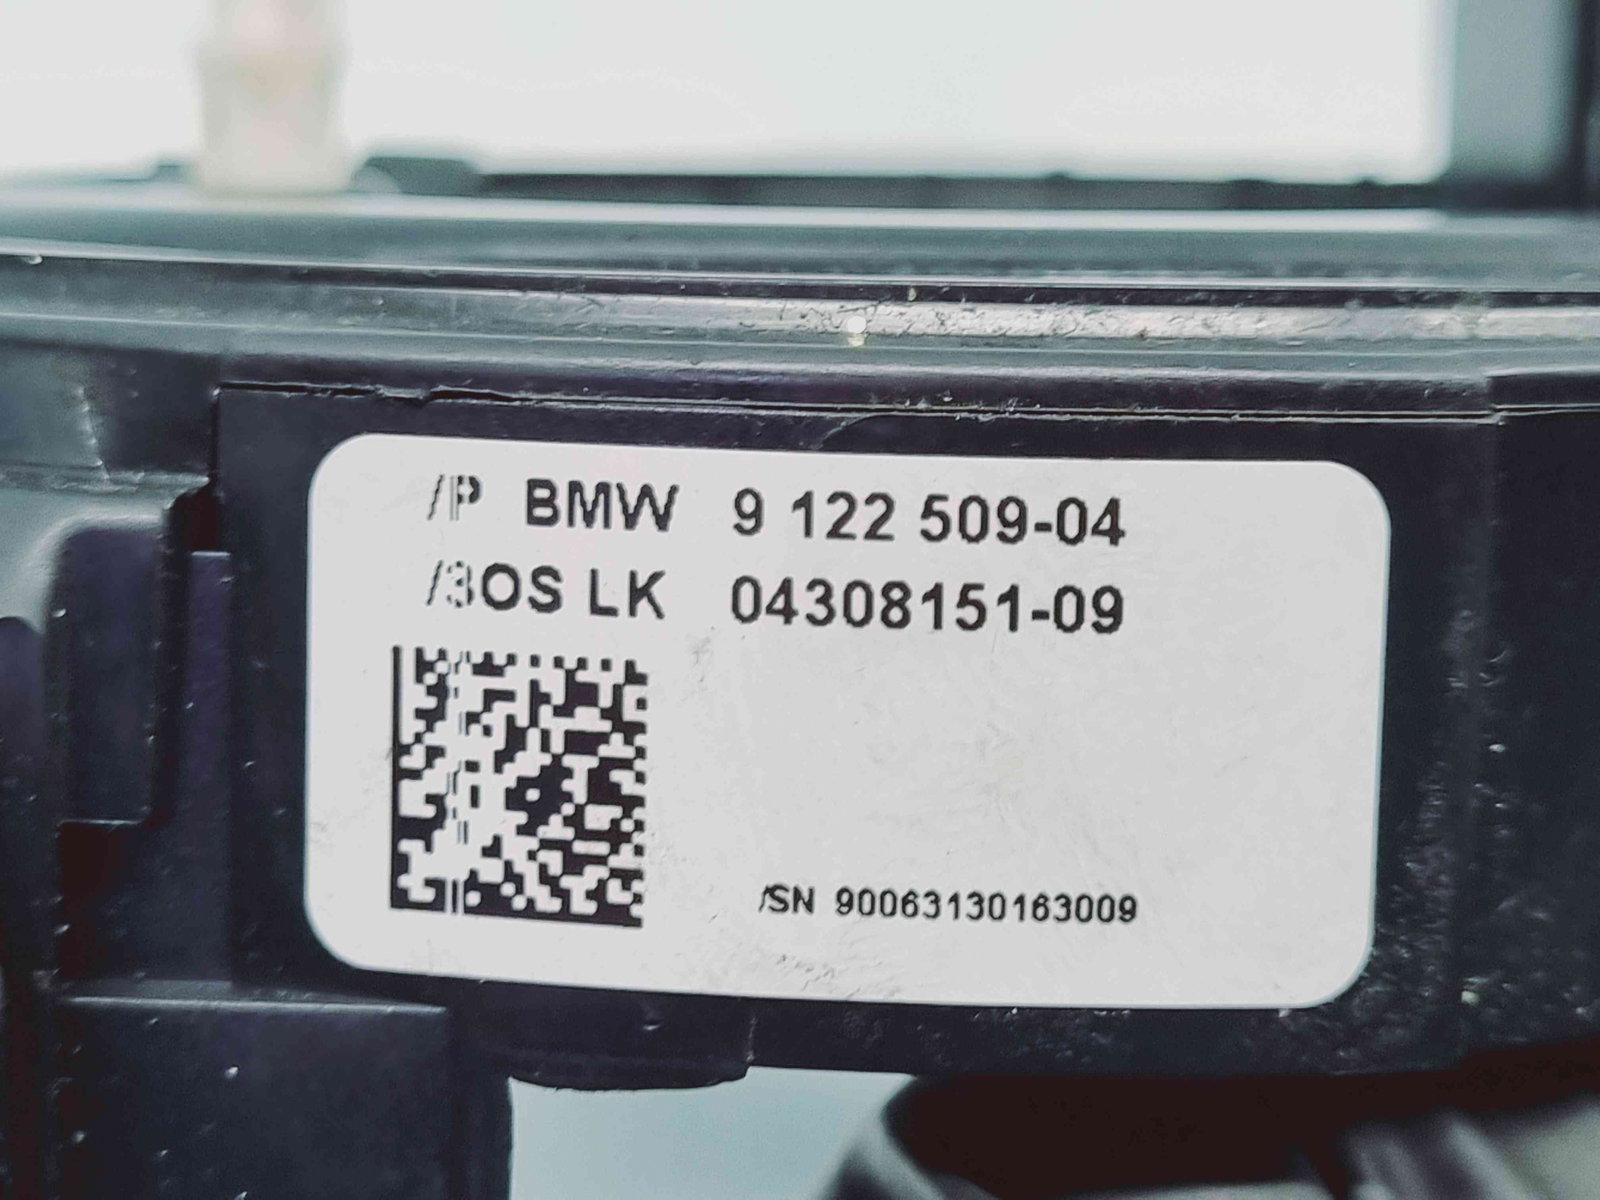 /P BMW 9 122 509-04
/3OS LK 04308151-09
/SN 90063130163009